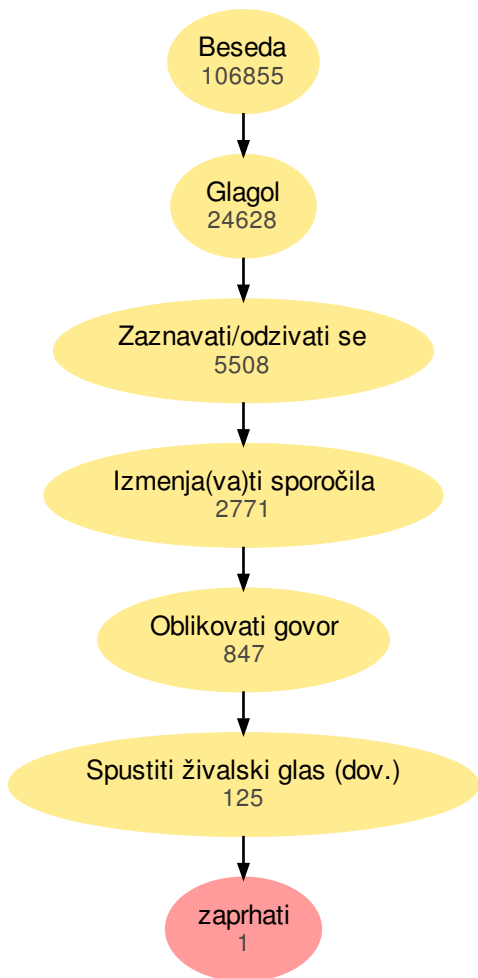 Beseda
106855
Glagol
24628
Zaznavati/odzivati se
5508
Izmenja(va)ti sporočila
2771
Oblikovati govor
847
Spustiti živalski glas (dov.)
125
zaprhati
1